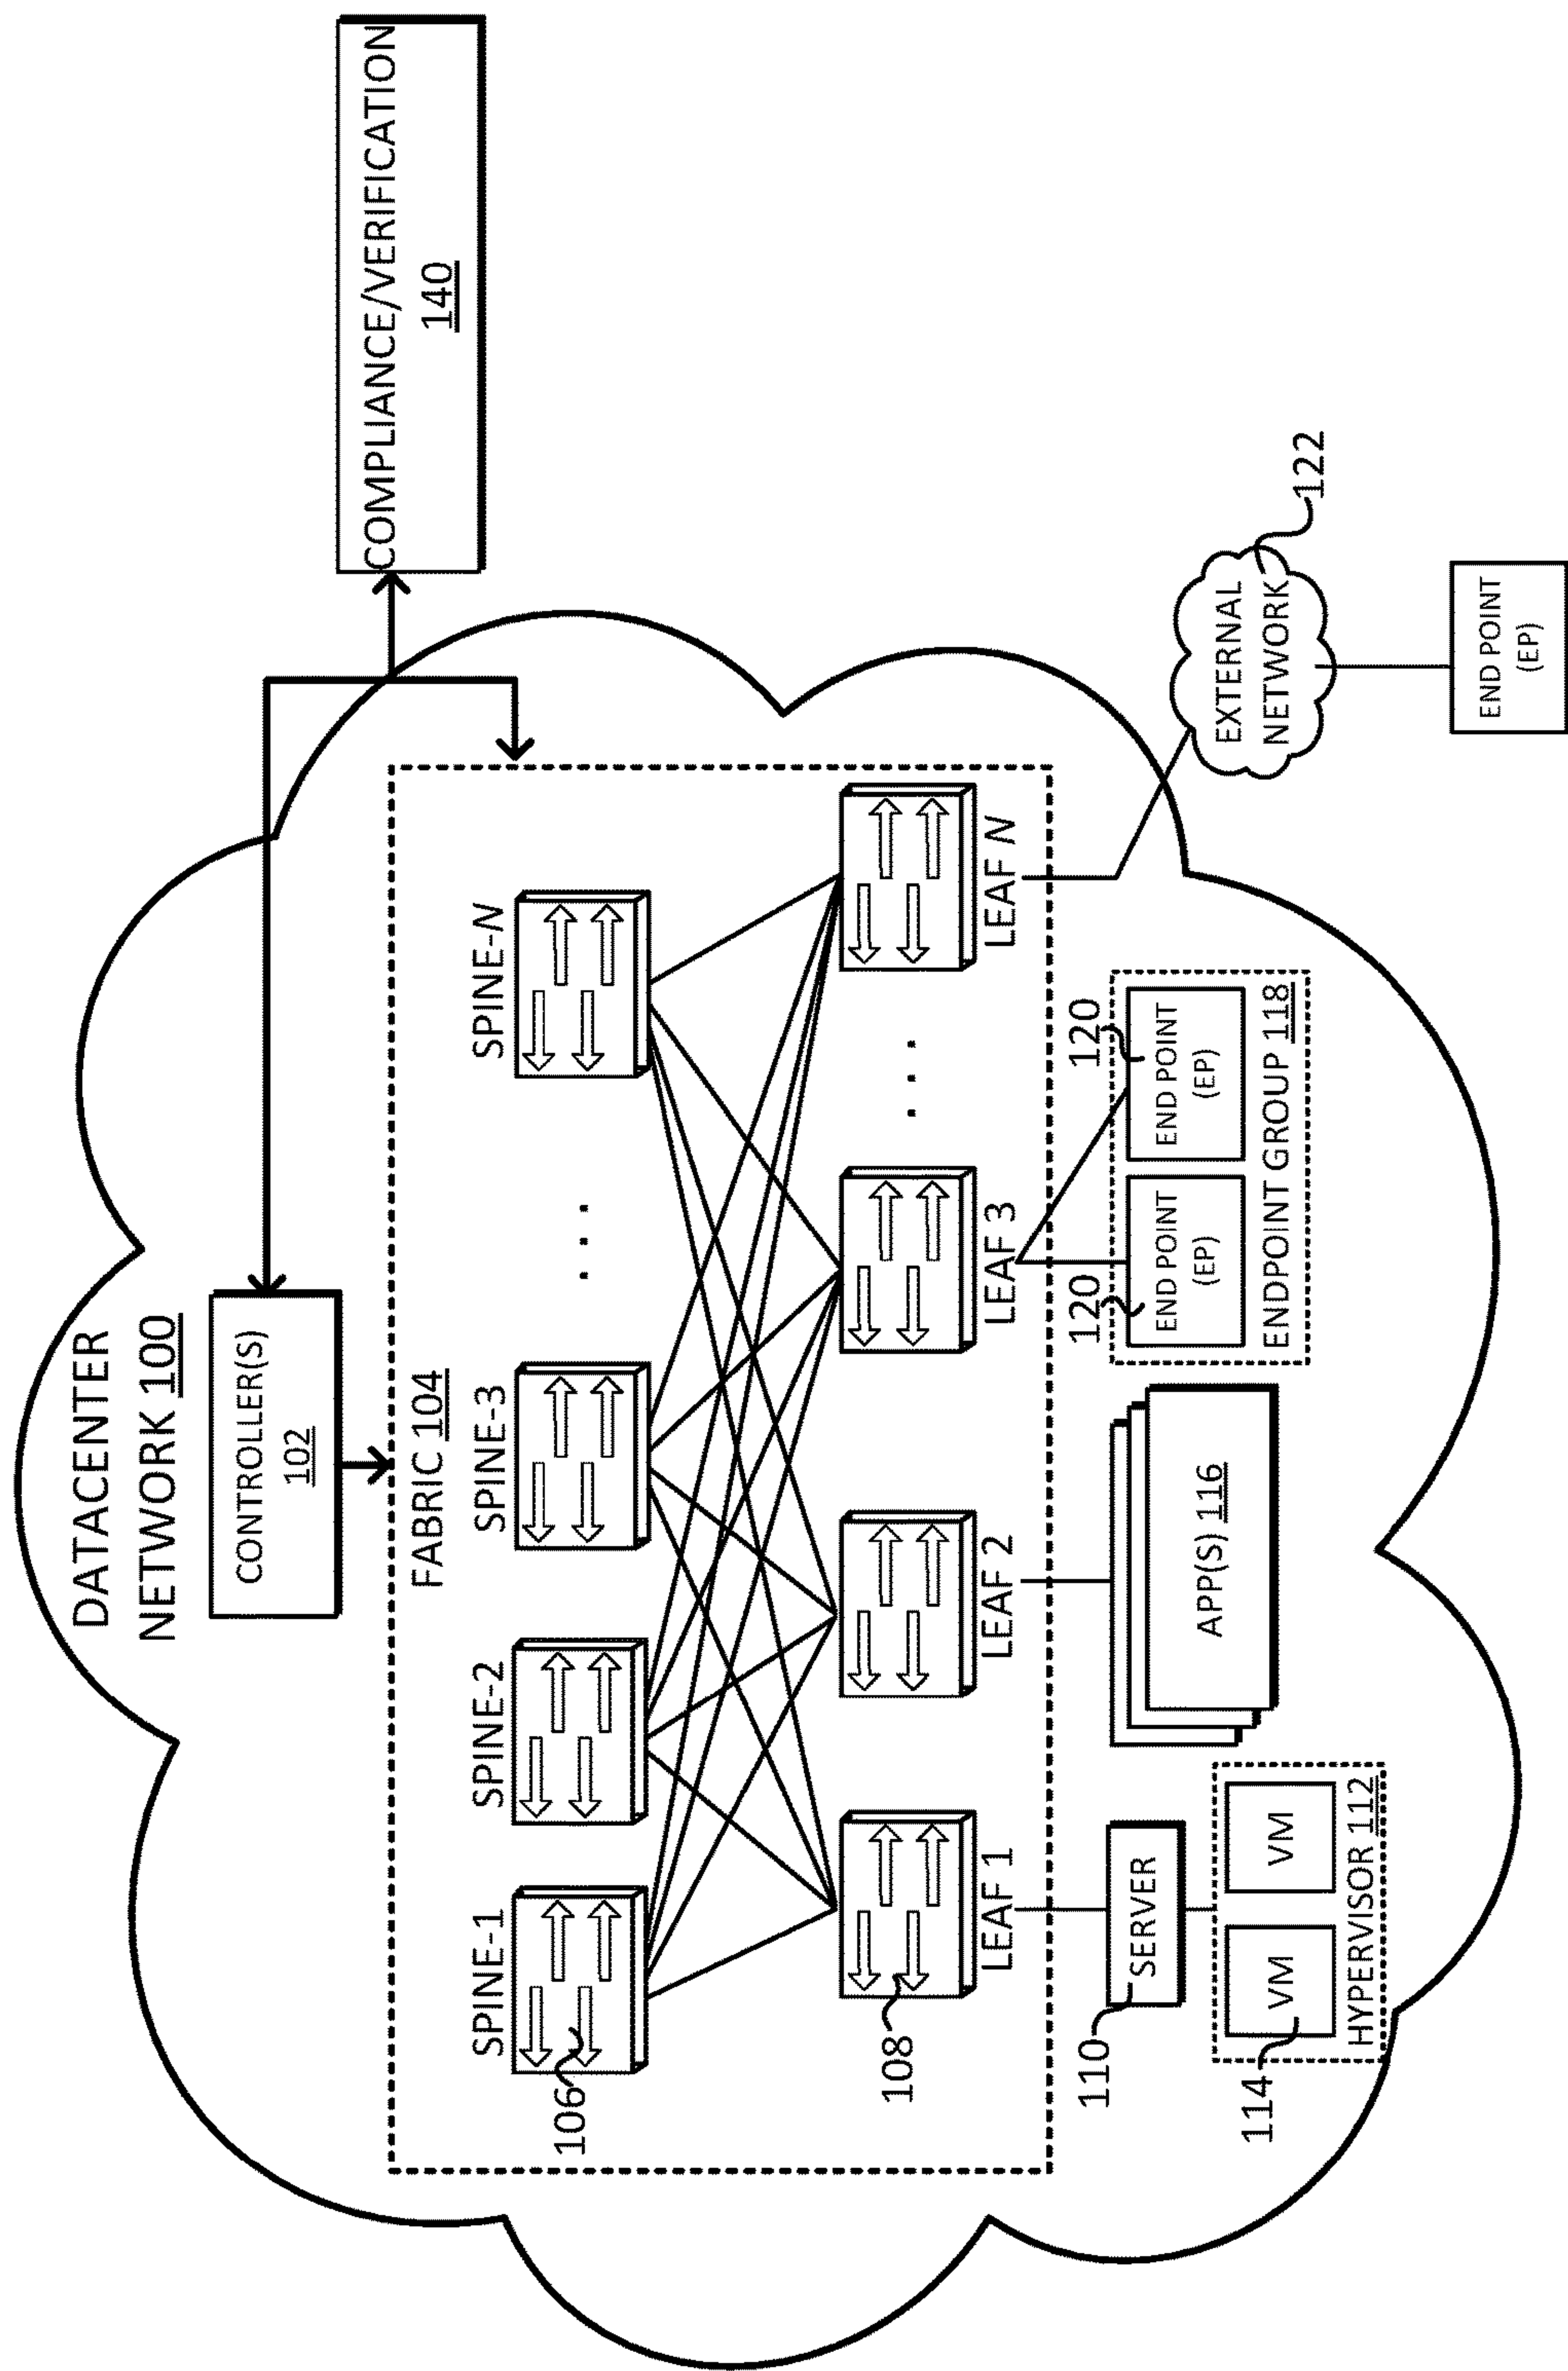 DATACENTER
NETWORK 100
CONTROLLER(S)
102
COMPLIANCE/VERIFICATION
140
FABRIC 104
SPINE-1
SPINE-2
SPINE-3
. . .
SPINE-N
106
108
. . .
LEAF 1
LEAF 2
LEAF 3
LEAF N
110
SERVER
114
VM
VM
HYPERVISOR 112
APP(S) 116
120
120
END POINT
(EP)
END POINT
(EP)
ENDPOINT GROUP 118
EXTERNAL
NETWORK
122
END POINT
(EP)